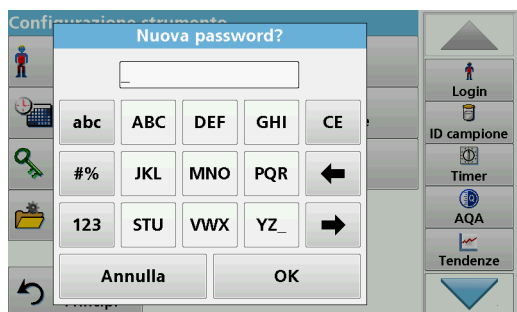 Configurazione strumento
Nuova password?
_
abc ABC DEF GHI CE
#% JKL MNO PQR
123 STU VWX YZ_
Annulla OK
Login
ID campione
Timer
AQA
Tendenze